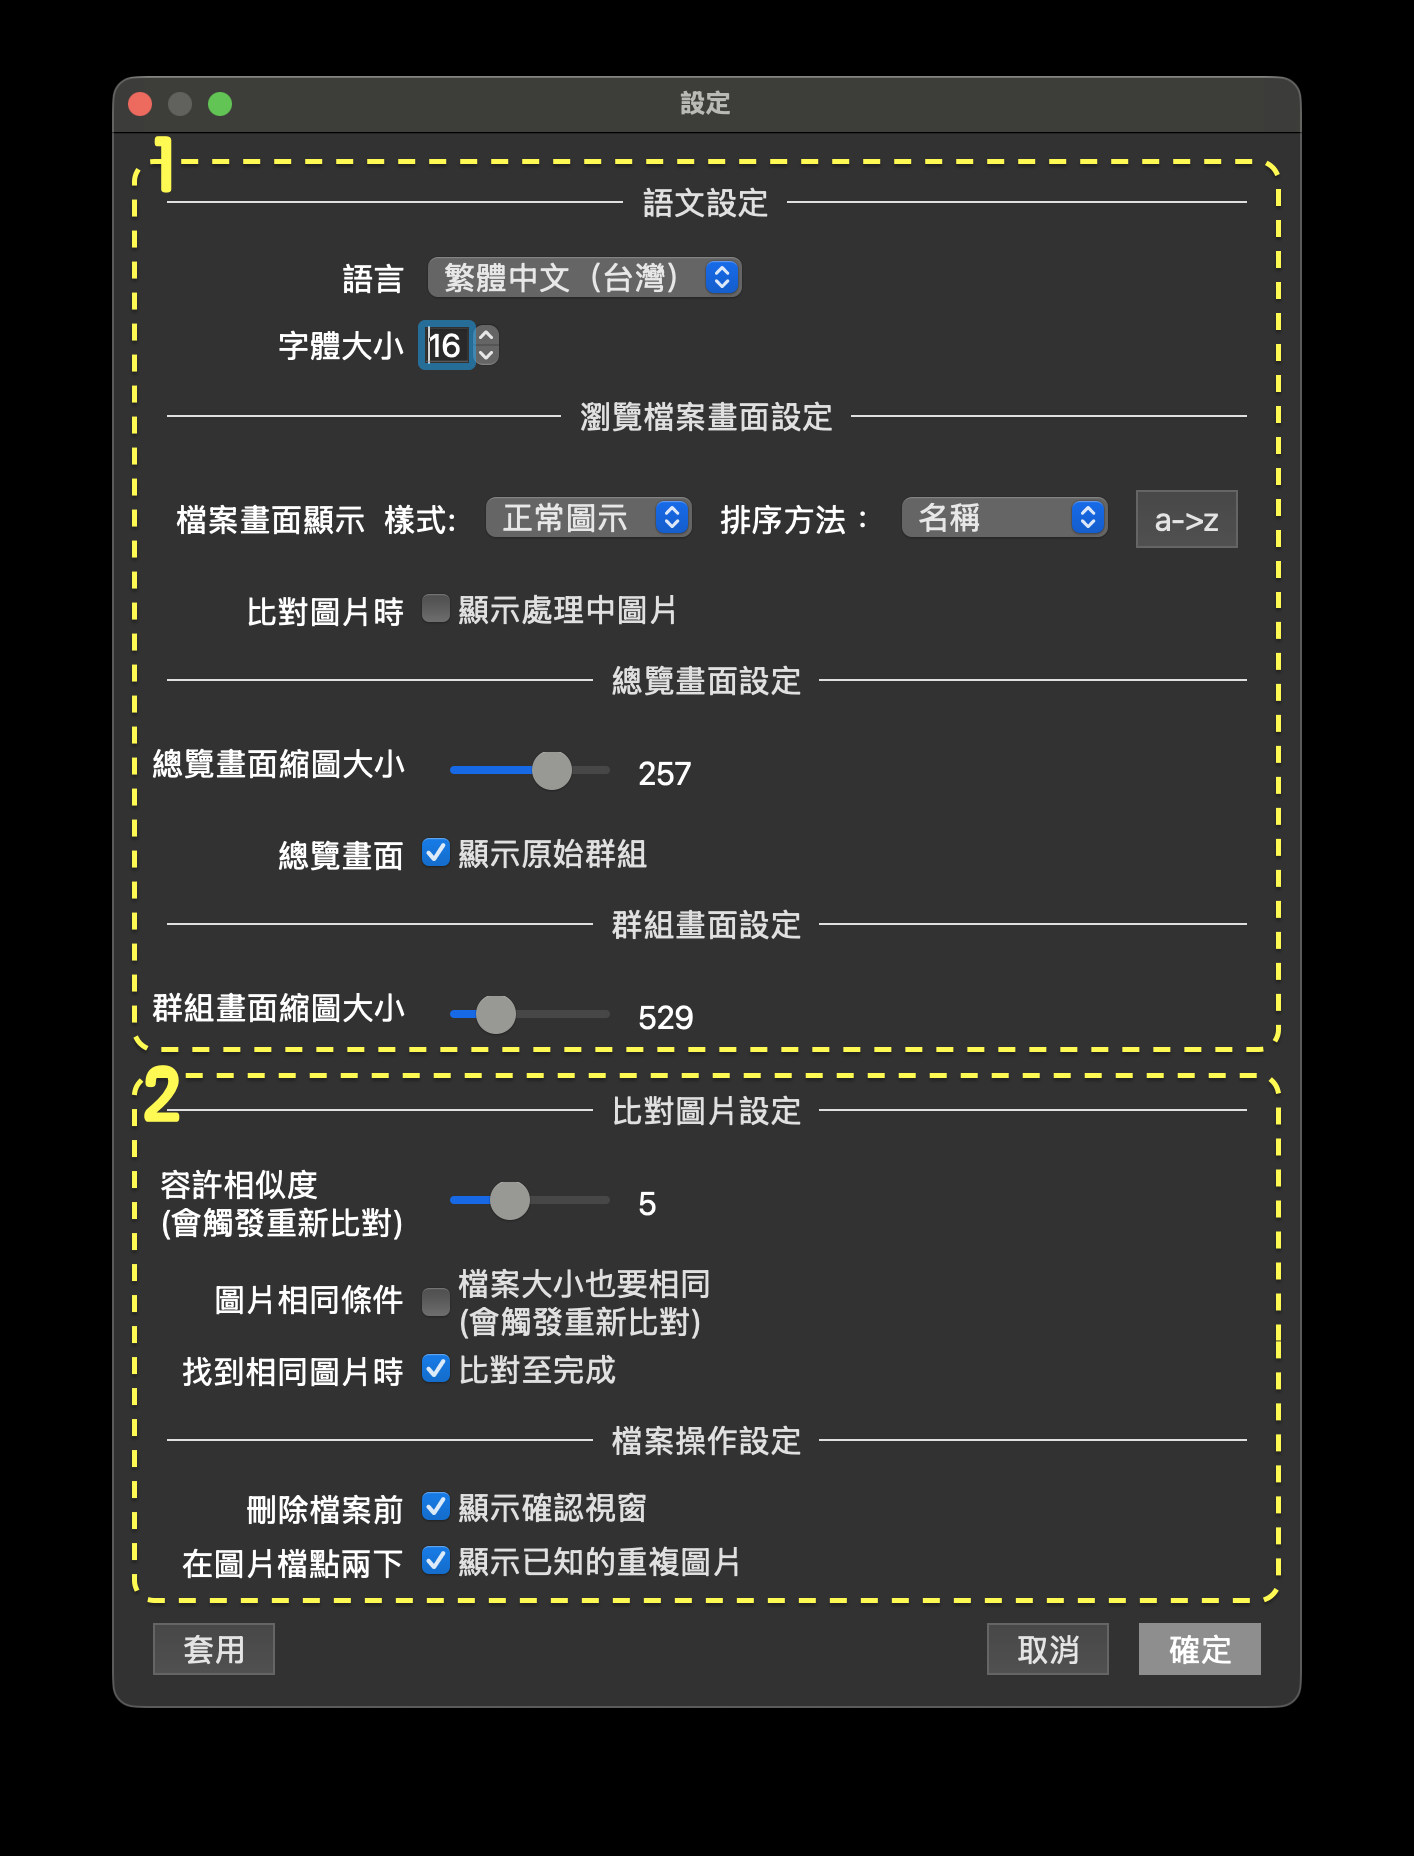 設定
1
語文設定
語言 繁體中文（台灣）
字體大小 16
瀏覽檔案畫面設定
檔案畫面顯示 樣式: 正常圖示 排序方法： 名稱 a->z
比對圖片時 顯示處理中圖片
總覽畫面設定
總覽畫面縮圖大小 257
總覽畫面 顯示原始群組
群組畫面設定
群組畫面縮圖大小 529
2
比對圖片設定
容許相似度
(會觸發重新比對) 5
圖片相同條件 檔案大小也要相同
(會觸發重新比對)
找到相同圖片時 比對至完成
檔案操作設定
刪除檔案前 顯示確認視窗
在圖片檔點兩下 顯示已知的重複圖片
套用 取消 確定